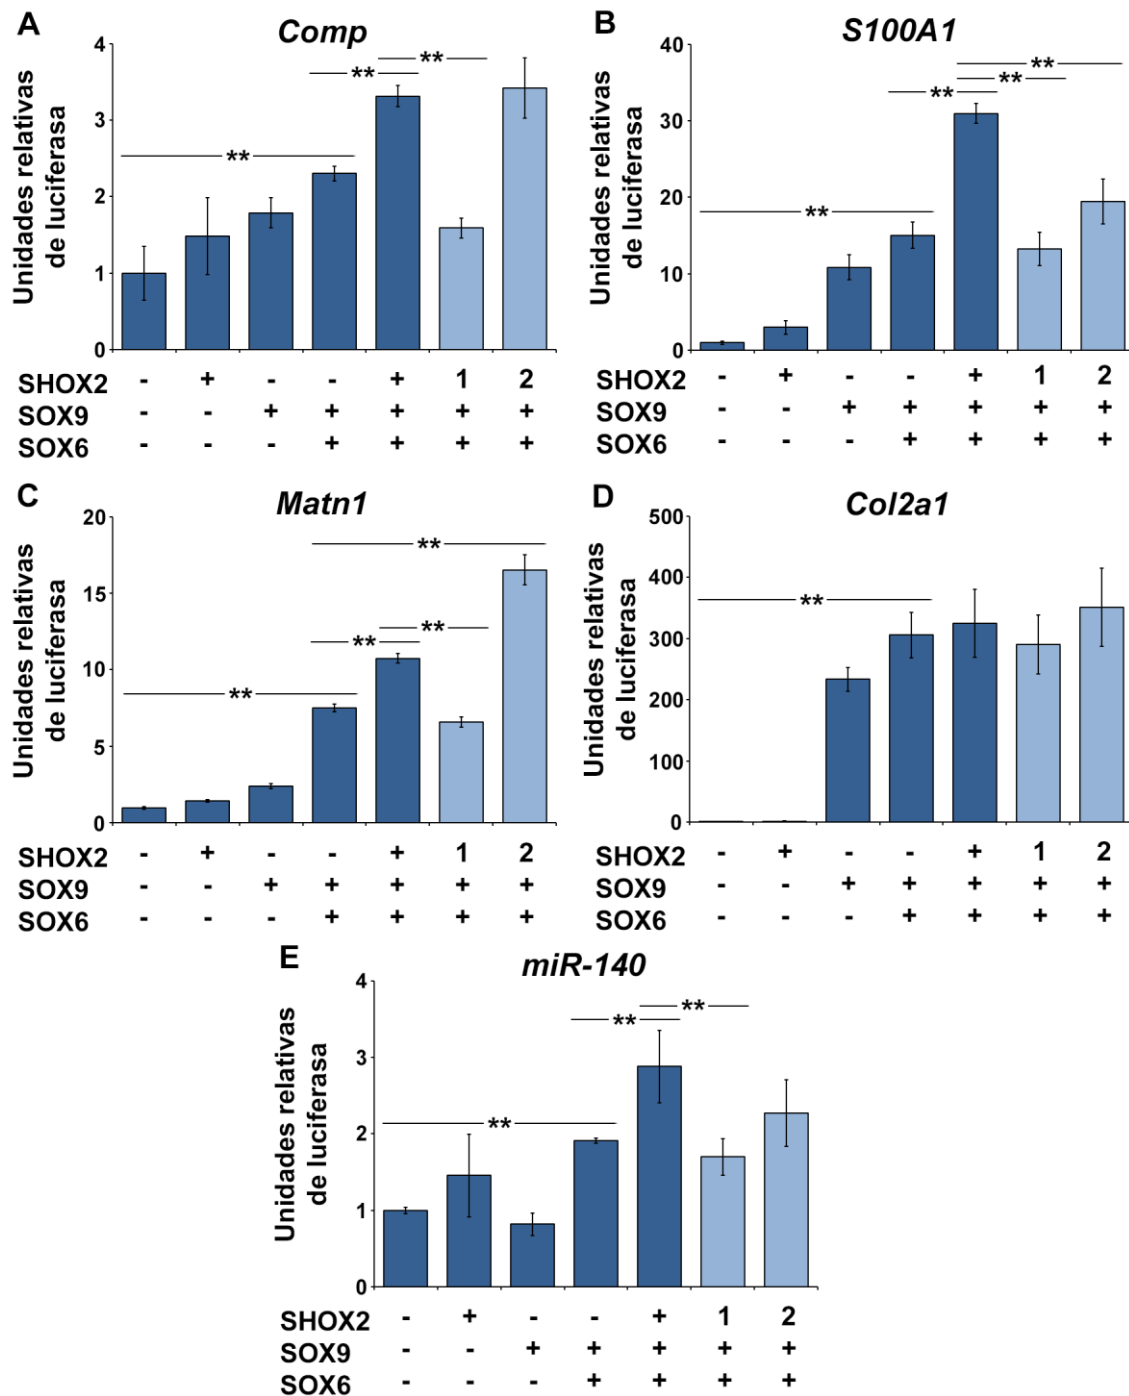 A
Comp
Unidades relativas
de luciferasa
4
3
2
1
0
**
**
**
SHOX2 - + - - + 1 2
SOX9 - - + + + + +
SOX6 - - - + + + +
B
S100A1
Unidades relativas
de luciferasa
40
30
20
10
0
**
**
**
**
SHOX2 - + - - + 1 2
SOX9 - - + + + + +
SOX6 - - - + + + +
C
Matn1
Unidades relativas
de luciferasa
20
15
10
5
0
**
**
**
**
SHOX2 - + - - + 1 2
SOX9 - - + + + + +
SOX6 - - - + + + +
D
Col2a1
Unidades relativas
de luciferasa
500
400
300
200
100
0
**
SHOX2 - + - - + 1 2
SOX9 - - + + + + +
SOX6 - - - + + + +
E
miR-140
Unidades relativas
de luciferasa
4
3
2
1
0
**
**
**
SHOX2 - + - - + 1 2
SOX9 - - + + + + +
SOX6 - - - + + + +